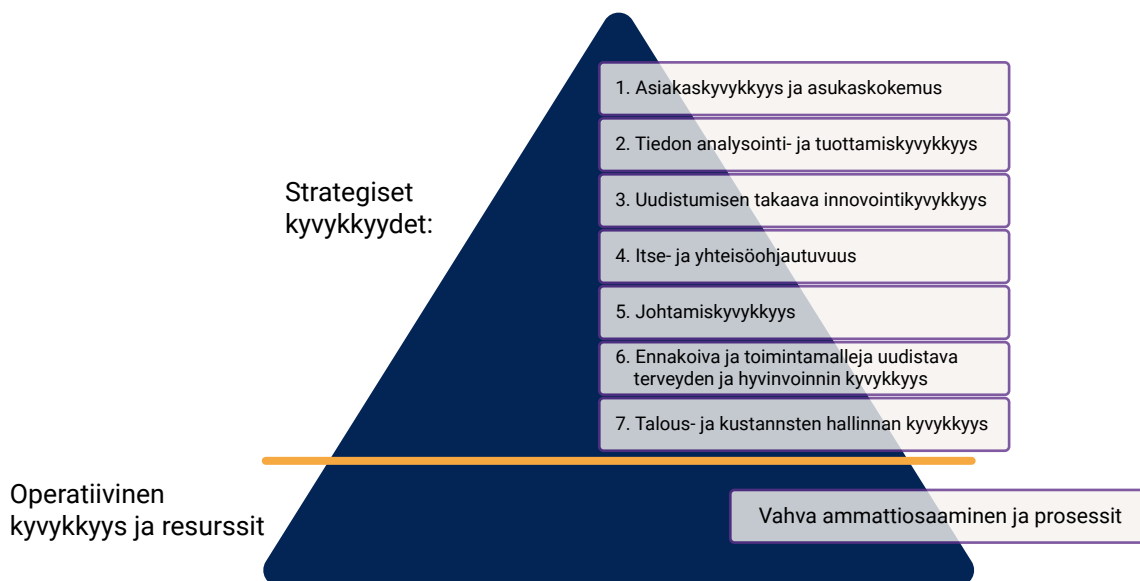 Strategiset
kyvykkyydet:
1. Asiakaskyvykkyys ja asukaskokemus
2. Tiedon analysointi- ja tuottamiskyvykkyys
3. Uudistumisen takaava innovointikyvykkyys
4. Itse- ja yhteisöohjautuvuus
5. Johtamiskyvykkyys
6. Ennakoiva ja toimintamalleja uudistava
terveyden ja hyvinvoinnin kyvykkyys
7. Talous- ja kustannsten hallinnan kyvykkyys
Operatiivinen
kyvykkyys ja resurssit
Vahva ammattiosaaminen ja prosessit